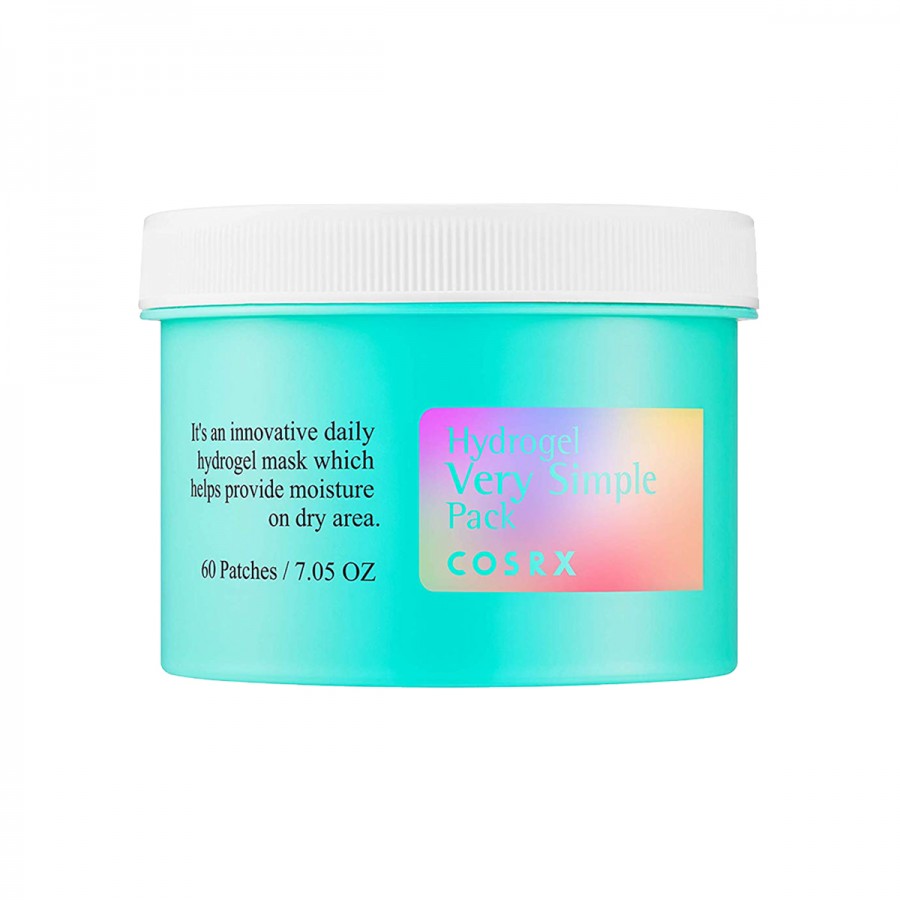 It's an innovative daily
hydrogel mask which
helps provide moisture
on dry area.
60 Patches / 7.05 OZ
Hydrogel
Very Simple
Pack
COSRX